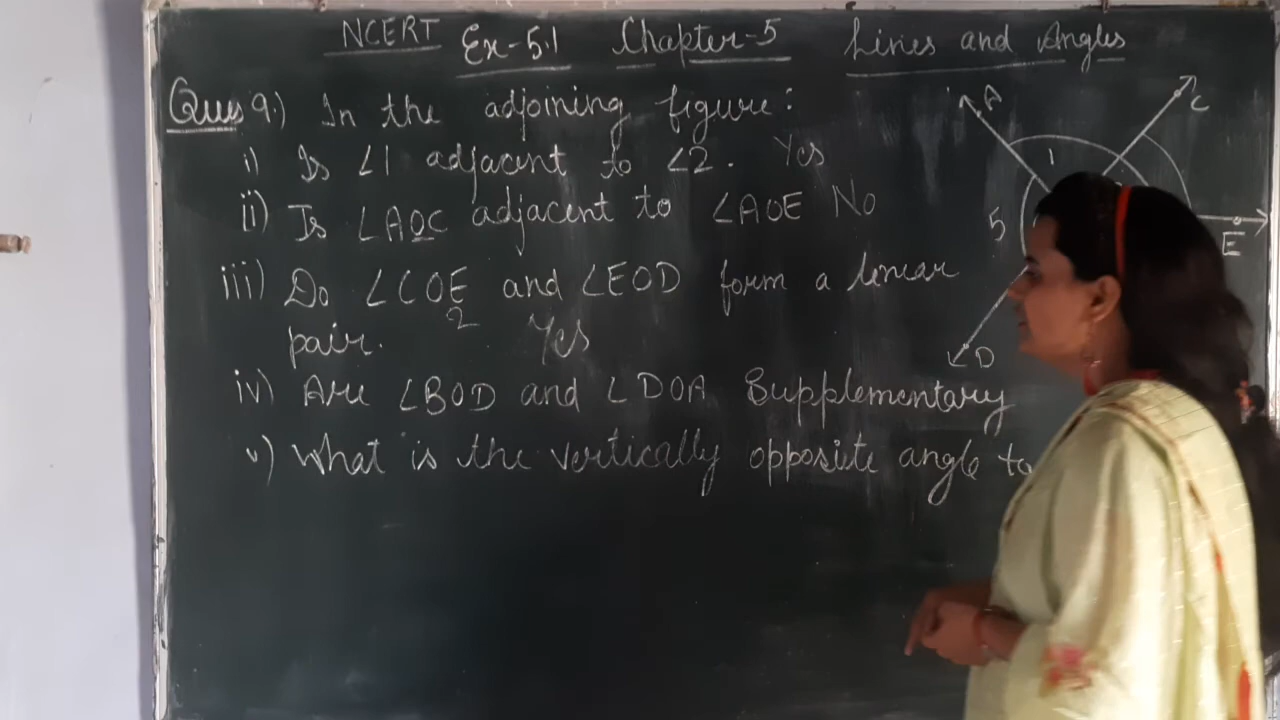 NCERT Ex-5.1 Chapter-5 Lines and Angles
Ques 9.) In the adjoining figure:
i) Is ∠1 adjacent to ∠2. Yes
ii) Is ∠AOC adjacent to ∠AOE No
iii) Do ∠COE and ∠EOD form a linear
2
pair. Yes
iv) Are ∠BOD and ∠DOA Supplementary
v) What is the vertically opposite angle to
A
C
1
5
E
D